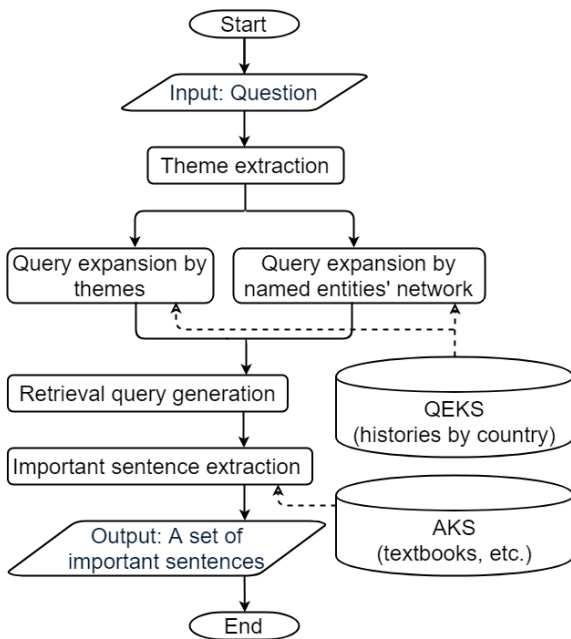 Start
Input: Question
Theme extraction
Query expansion by
themes
Query expansion by
named entities' network
Retrieval query generation
QEKS
(histories by country)
Important sentence extraction
AKS
(textbooks, etc.)
Output: A set of
important sentences
End